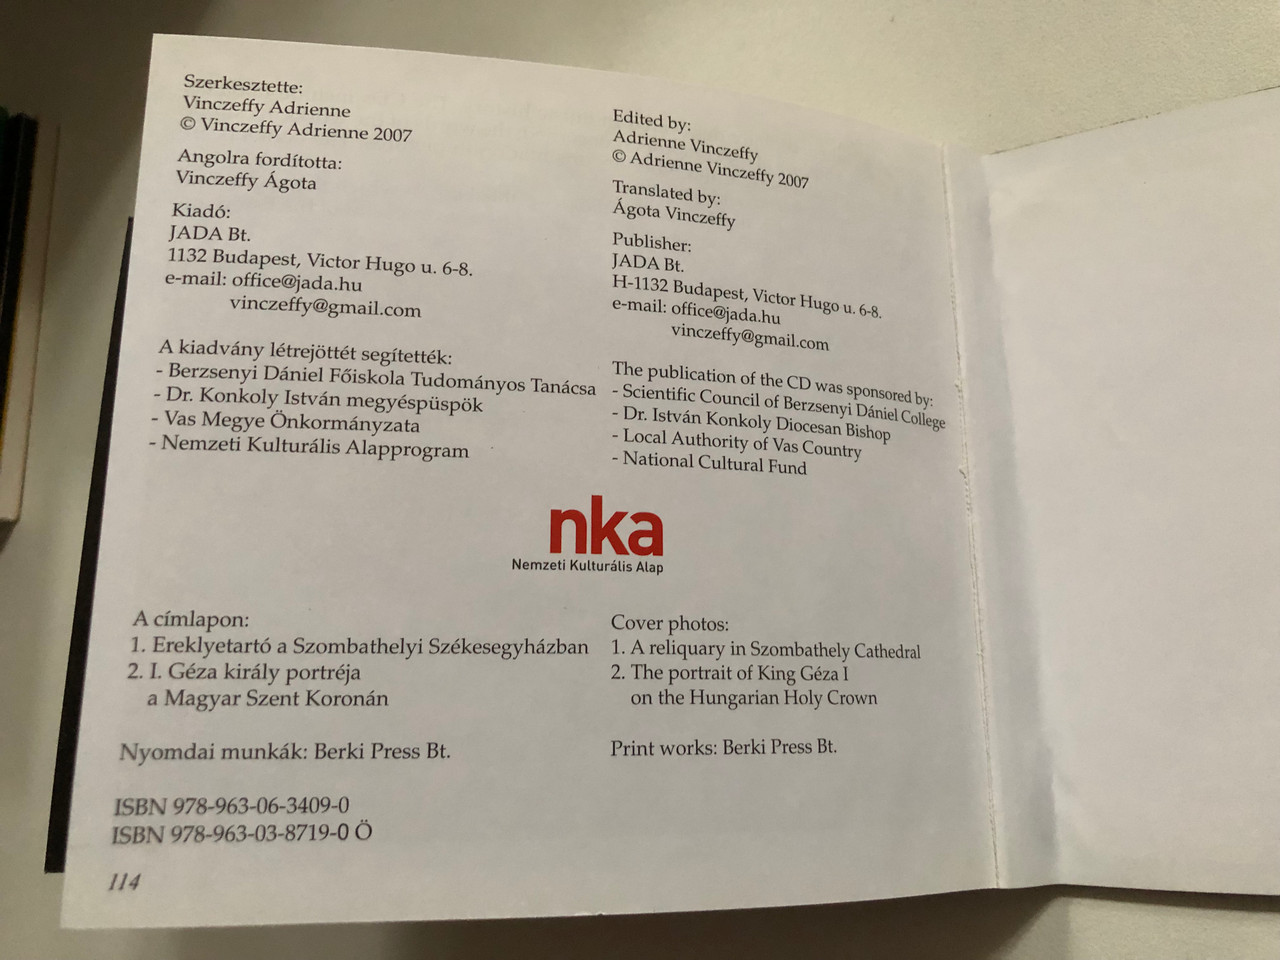 Szerkesztette:
Vinczeffy Adrienne
© Vinczeffy Adrienne 2007
Angolra fordította:
Vinczeffy Ágota
Kiadó:
JADA Bt.
1132 Budapest, Victor Hugo u. 6-8.
e-mail: office@jada.hu
vinczeffy@gmail.com
A kiadvány létrejöttét segítették:
- Berzsenyi Dániel Főiskola Tudományos Tanácsa
- Dr. Konkoly István megyéspüspök
- Vas Megye Önkormányzata
- Nemzeti Kulturális Alapprogram
Edited by:
Adrienne Vinczeffy
© Adrienne Vinczeffy 2007
Translated by:
Ágota Vinczeffy
Publisher:
JADA Bt.
H-1132 Budapest, Victor Hugo u. 6-8.
e-mail: office@jada.hu
vinczeffy@gmail.com
The publication of the CD was sponsored by:
- Scientific Council of Berzsenyi Dániel College
- Dr. István Konkoly Diocesan Bishop
- Local Authority of Vas Country
- National Cultural Fund
nka
Nemzeti Kulturális Alap
A címlapon:
1. Ereklyetartó a Szombathelyi Székesegyházban
2. I. Géza király portréja
a Magyar Szent Koronán
Nyomdai munkák: Berki Press Bt.
Cover photos:
1. A reliquary in Szombathely Cathedral
2. The portrait of King Géza I
on the Hungarian Holy Crown
Print works: Berki Press Bt.
ISBN 978-963-06-3409-0
ISBN 978-963-03-8719-0 Ö
114